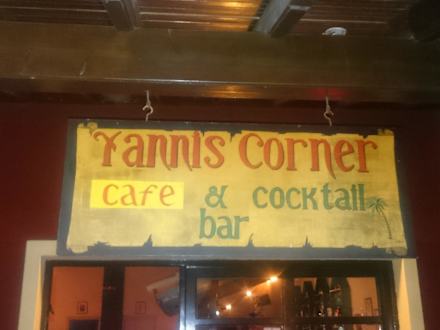 Yannis Corner
cafe & cocktail
bar